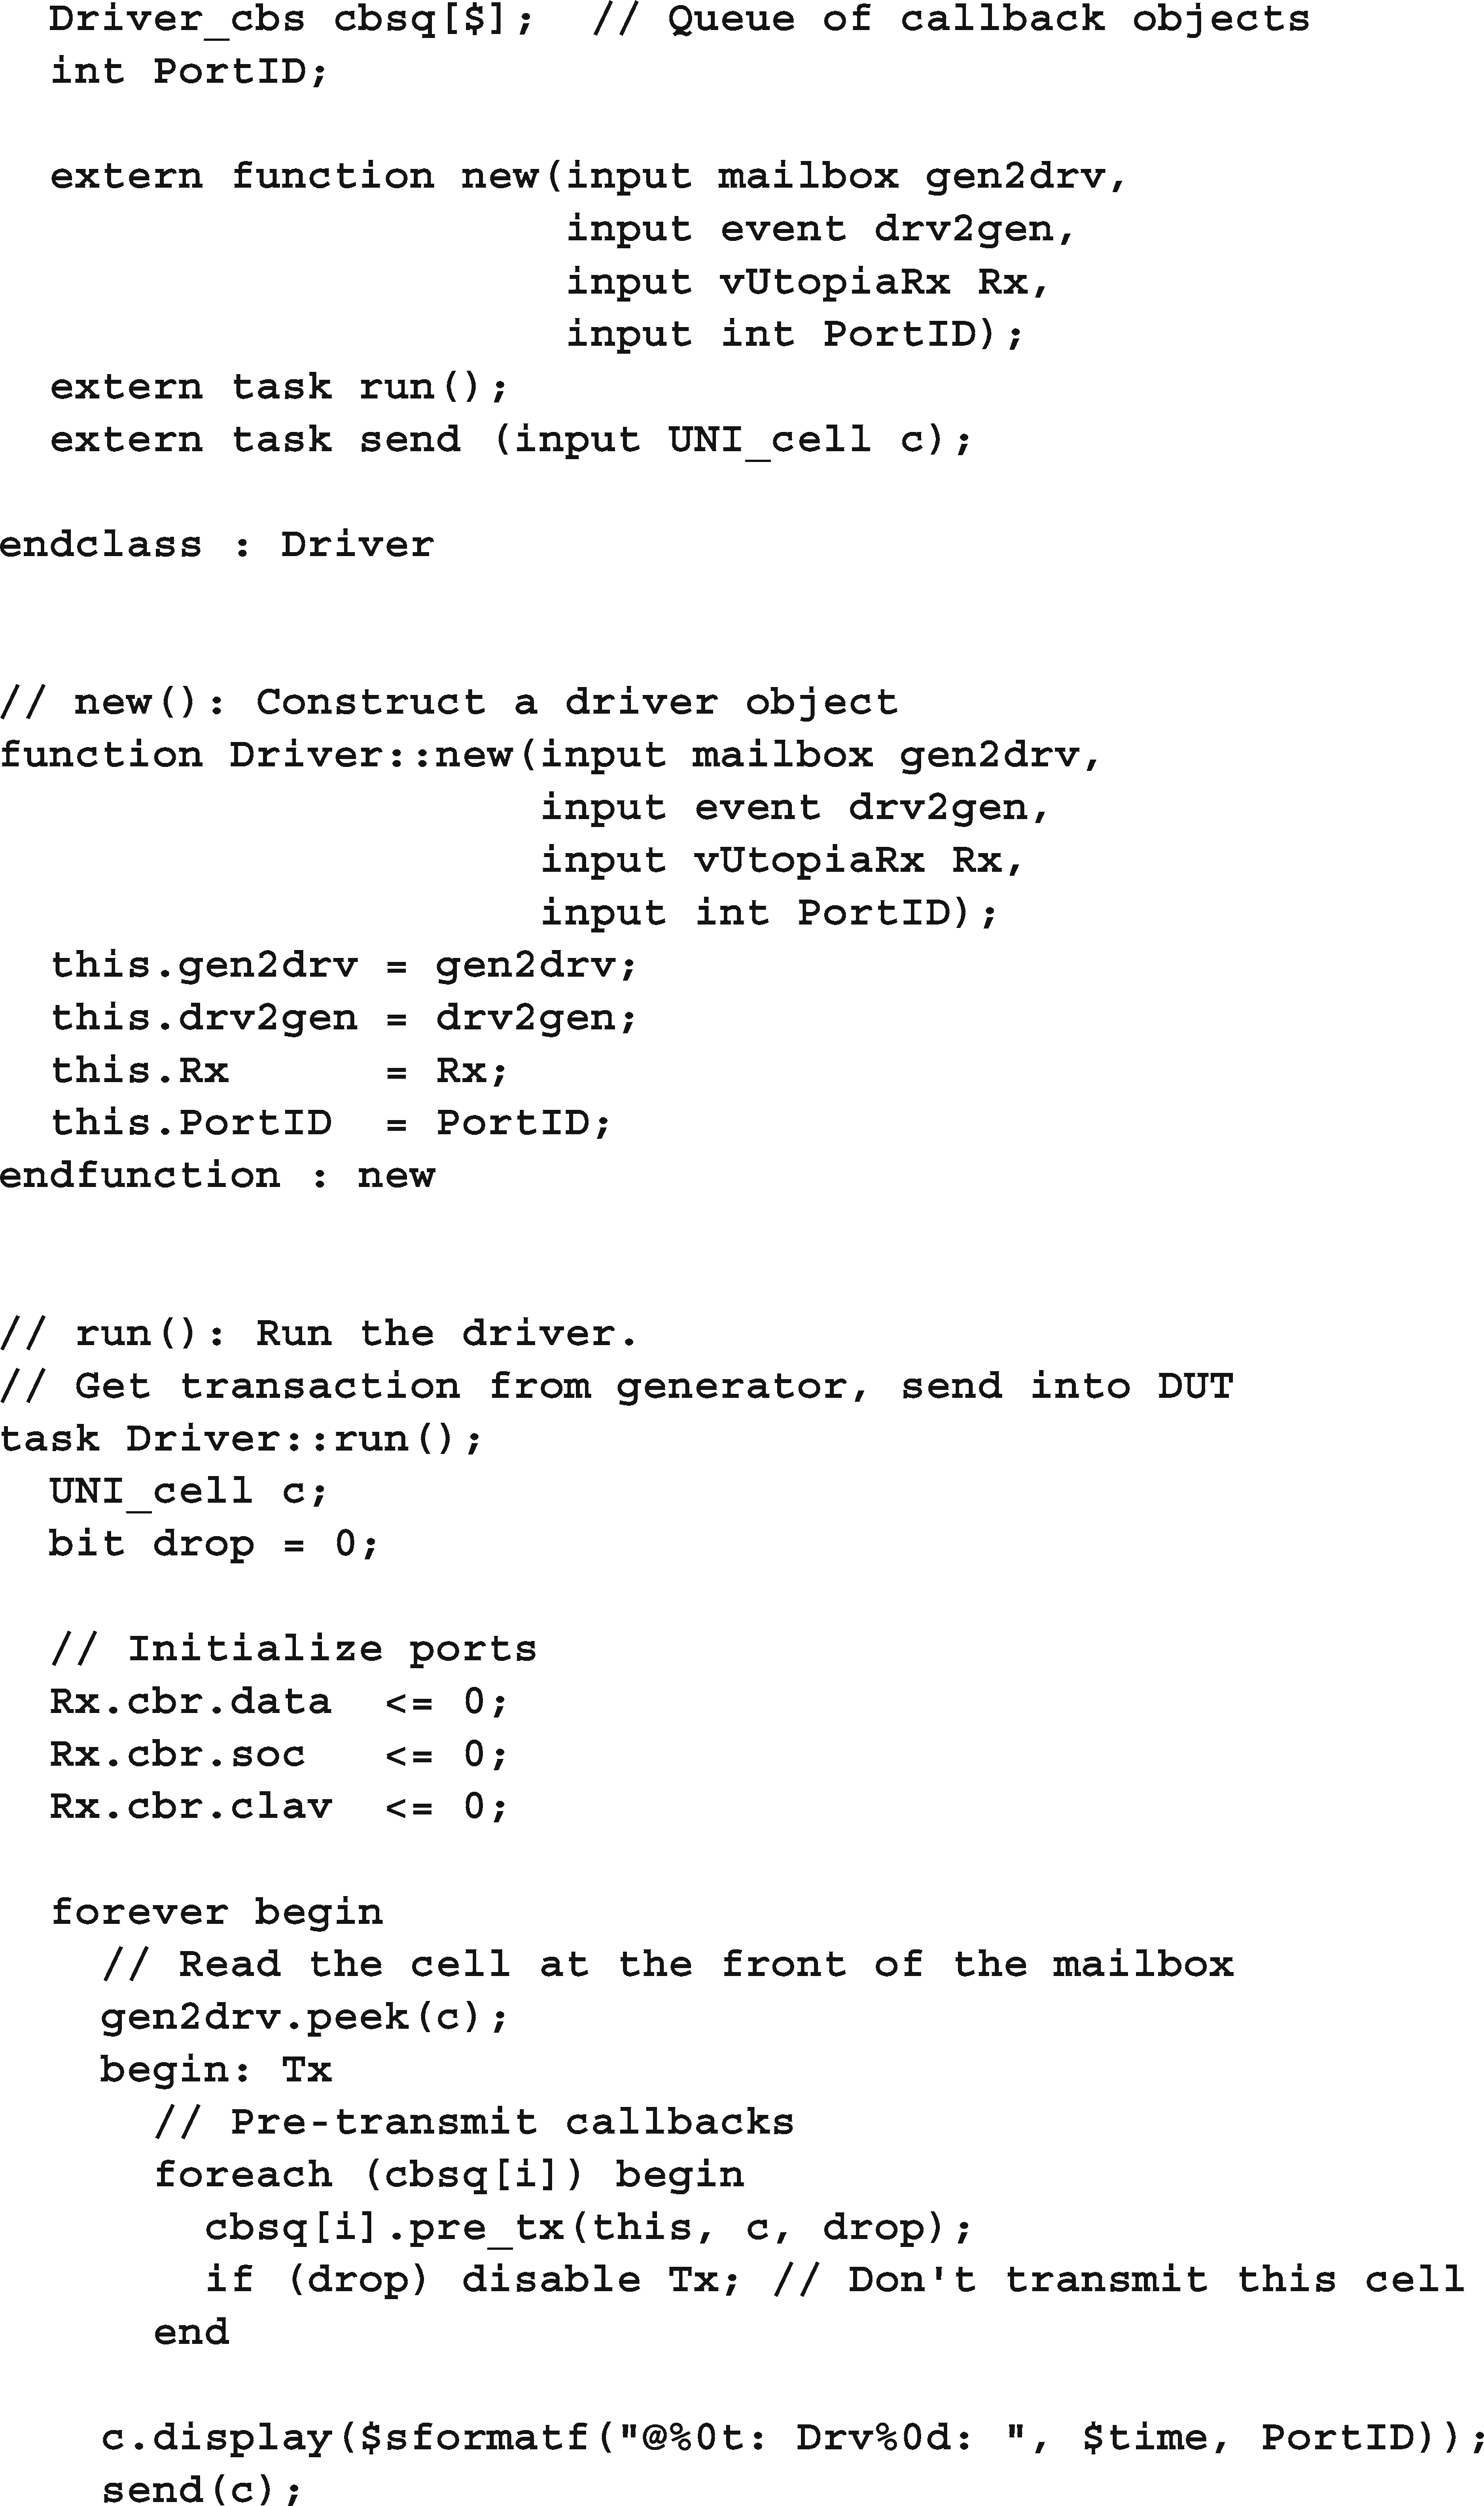 Driver_cbs cbsq[$];  // Queue of callback objects
  int PortID;

  extern function new(input mailbox gen2drv,
                      input event drv2gen,
                      input vUtopiaRx Rx,
                      input int PortID);
  extern task run();
  extern task send (input UNI_cell c);

endclass : Driver


// new(): Construct a driver object
function Driver::new(input mailbox gen2drv,
                     input event drv2gen,
                     input vUtopiaRx Rx,
                     input int PortID);
  this.gen2drv = gen2drv;
  this.drv2gen = drv2gen;
  this.Rx      = Rx;
  this.PortID  = PortID;
endfunction : new


// run(): Run the driver.
// Get transaction from generator, send into DUT
task Driver::run();
  UNI_cell c;
  bit drop = 0;

  // Initialize ports
  Rx.cbr.data  <= 0;
  Rx.cbr.soc   <= 0;
  Rx.cbr.clav  <= 0;

  forever begin
    // Read the cell at the front of the mailbox
    gen2drv.peek(c);
    begin: Tx
      // Pre-transmit callbacks
      foreach (cbsq[i]) begin
        cbsq[i].pre_tx(this, c, drop);
        if (drop) disable Tx; // Don't transmit this cell
      end

    c.display($sformatf("@%0t: Drv%0d: ", $time, PortID));
    send(c);